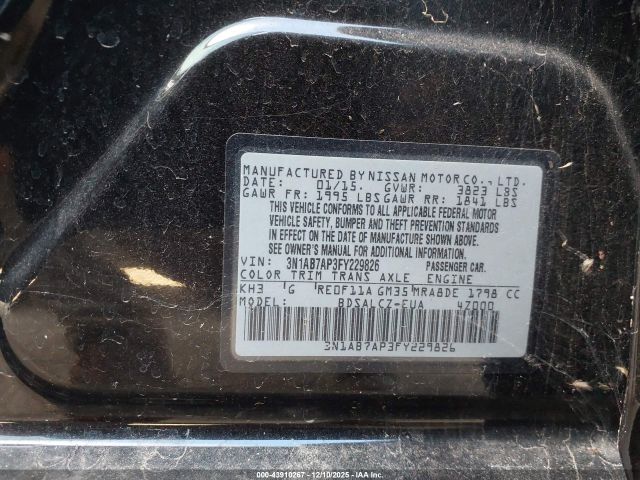 MANUFACTURED BY NISSAN MOTOR CO., LTD.
DATE: 01/15. GVWR: 3823 LBS
GAWR FR: 1995 LBS GAWR RR: 1841 LBS
THIS VEHICLE CONFORMS TO ALL APPLICABLE FEDERAL MOTOR
VEHICLE SAFETY, BUMPER AND THEFT PREVENTION STANDARDS
IN EFFECT ON THE DATE OF MANUFACTURE SHOWN ABOVE.
SEE OWNER'S MANUAL FOR ADDITIONAL INFORMATION.
VIN: 3N1AB7AP3FY229826 PASSENGER CAR.
COLOR TRIM TRANS AXLE ENGINE
KH3 G RE0F11A GM35 MRA8DE 1798 CC
MODEL: BDSALCZ-EUA 47000
3N1AB7AP3FY229826
00-43910267 - 12/10/2025 - IAA Inc.